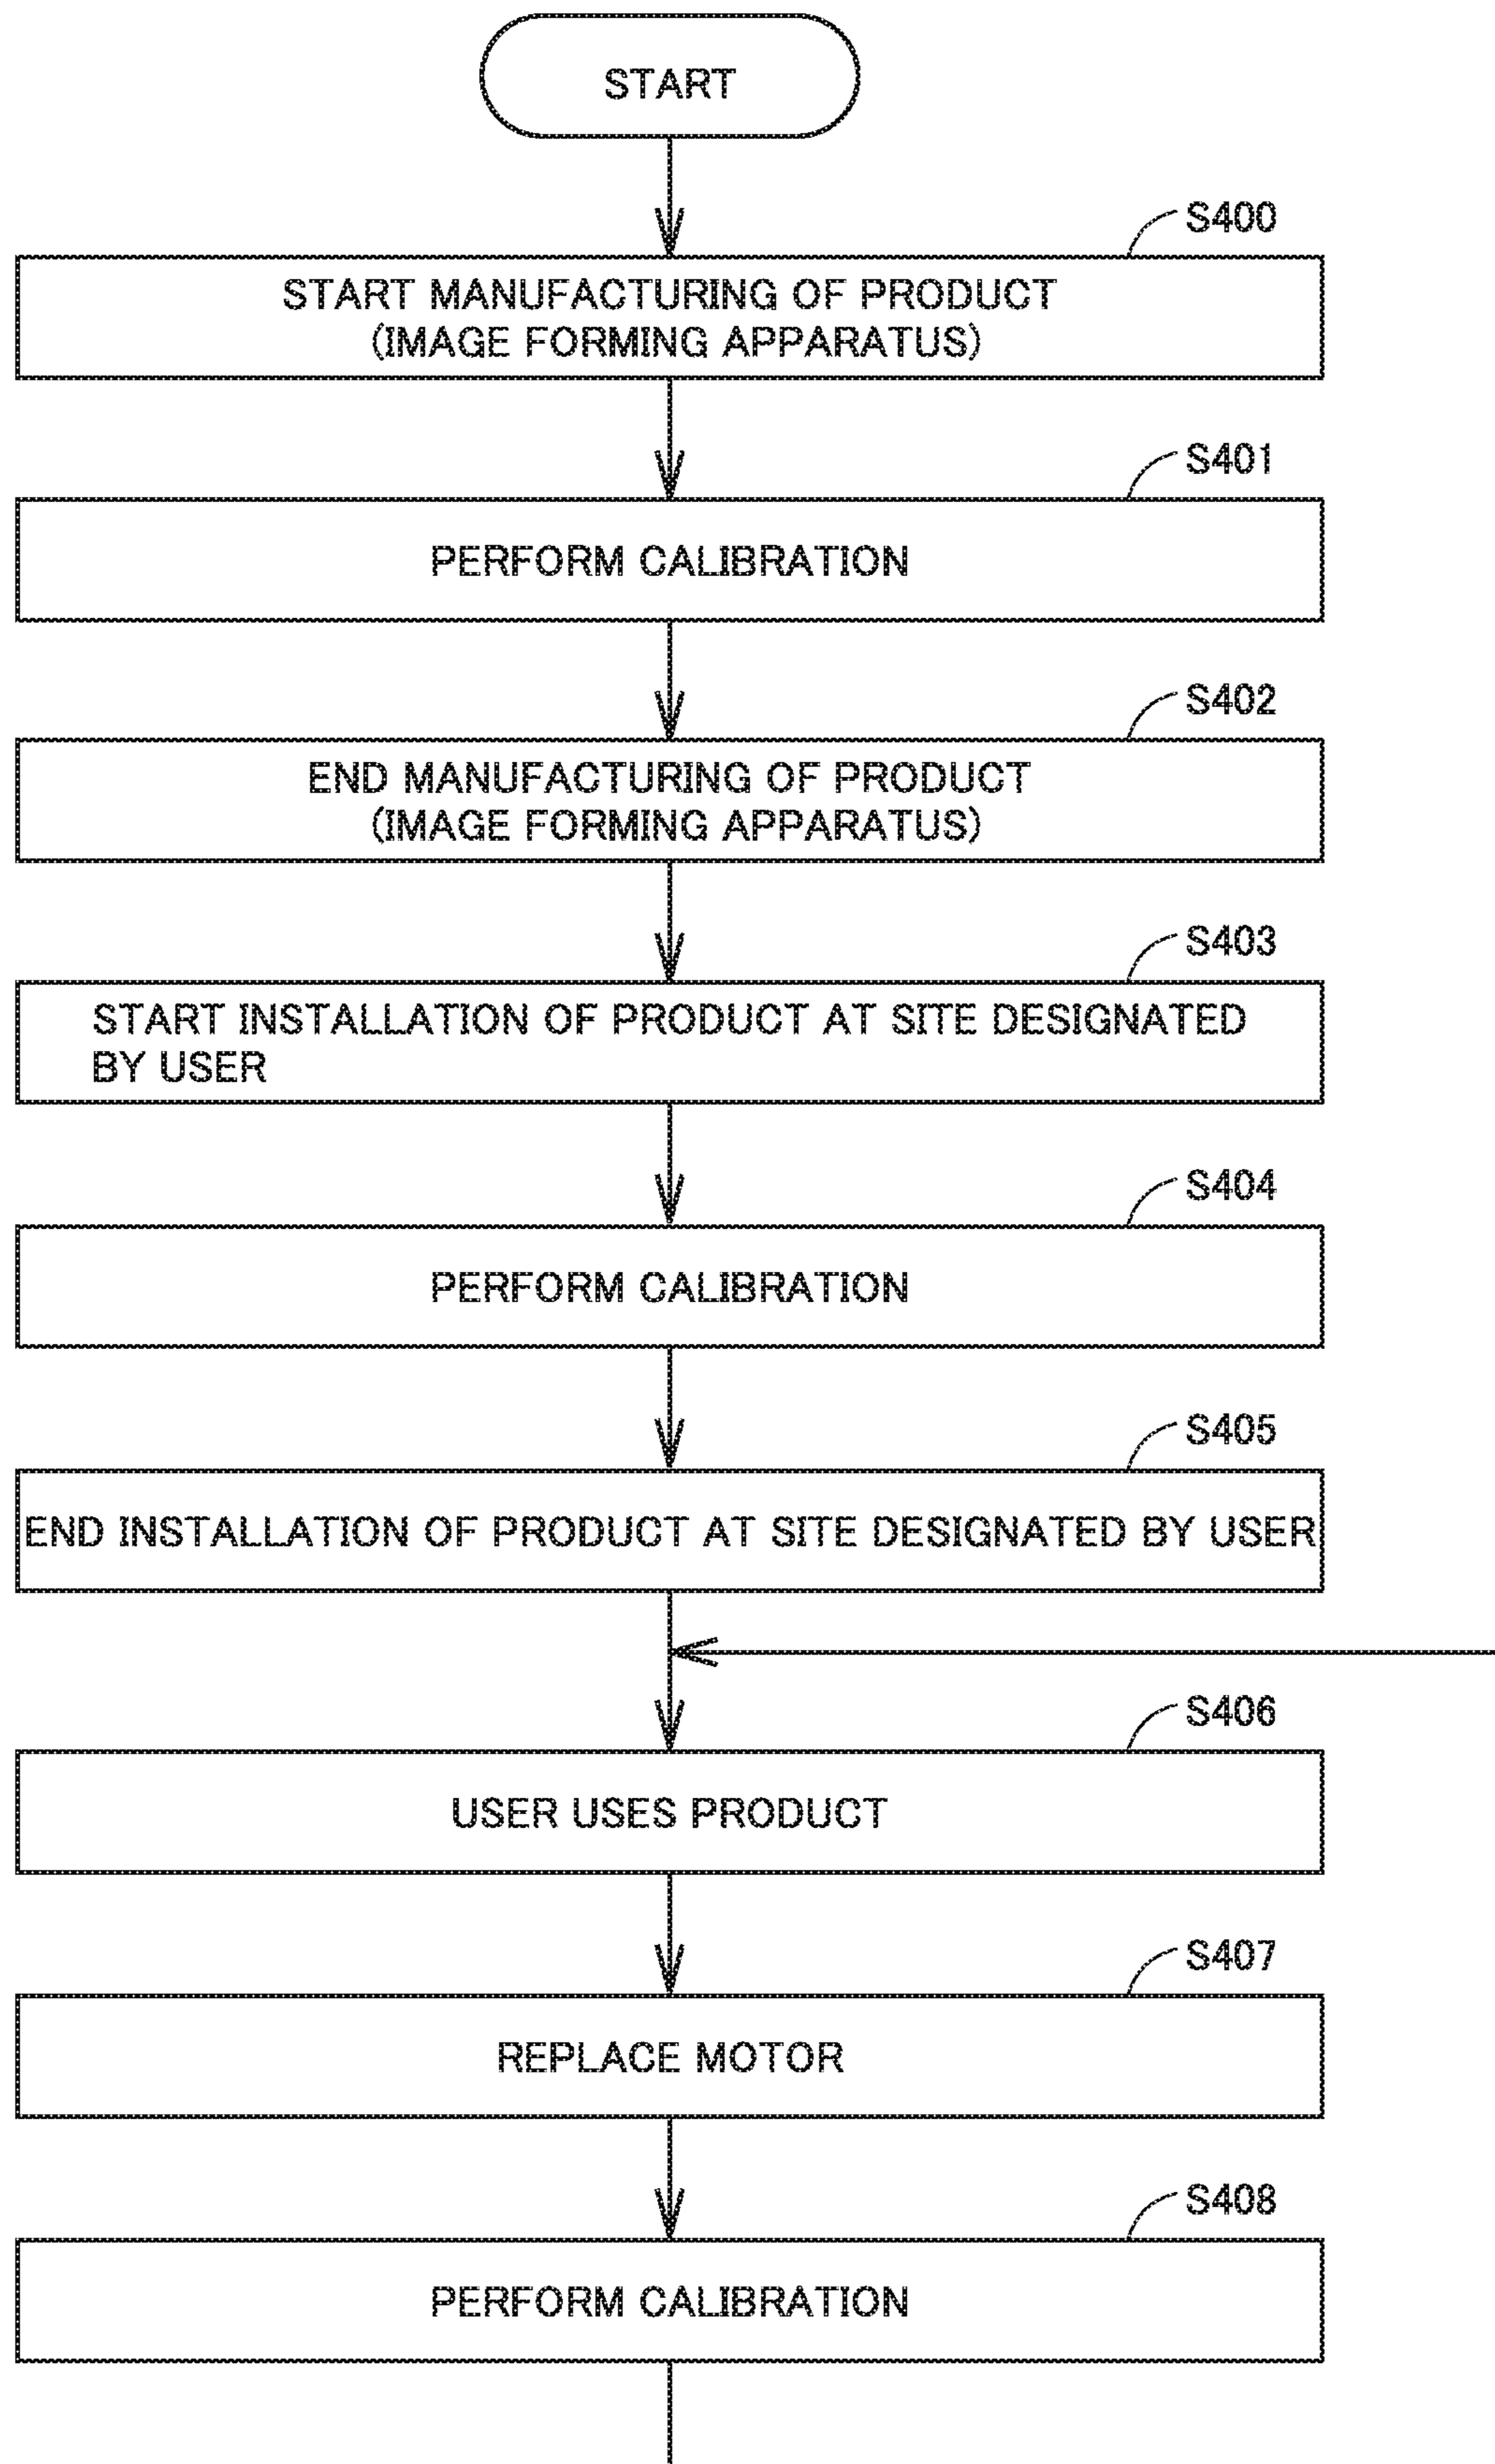 START
S400
START MANUFACTURING OF PRODUCT
(IMAGE FORMING APPARATUS)
S401
PERFORM CALIBRATION
S402
END MANUFACTURING OF PRODUCT
(IMAGE FORMING APPARATUS)
S403
START INSTALLATION OF PRODUCT AT SITE DESIGNATED
BY USER
S404
PERFORM CALIBRATION
S405
END INSTALLATION OF PRODUCT AT SITE DESIGNATED BY USER
S406
USER USES PRODUCT
S407
REPLACE MOTOR
S408
PERFORM CALIBRATION